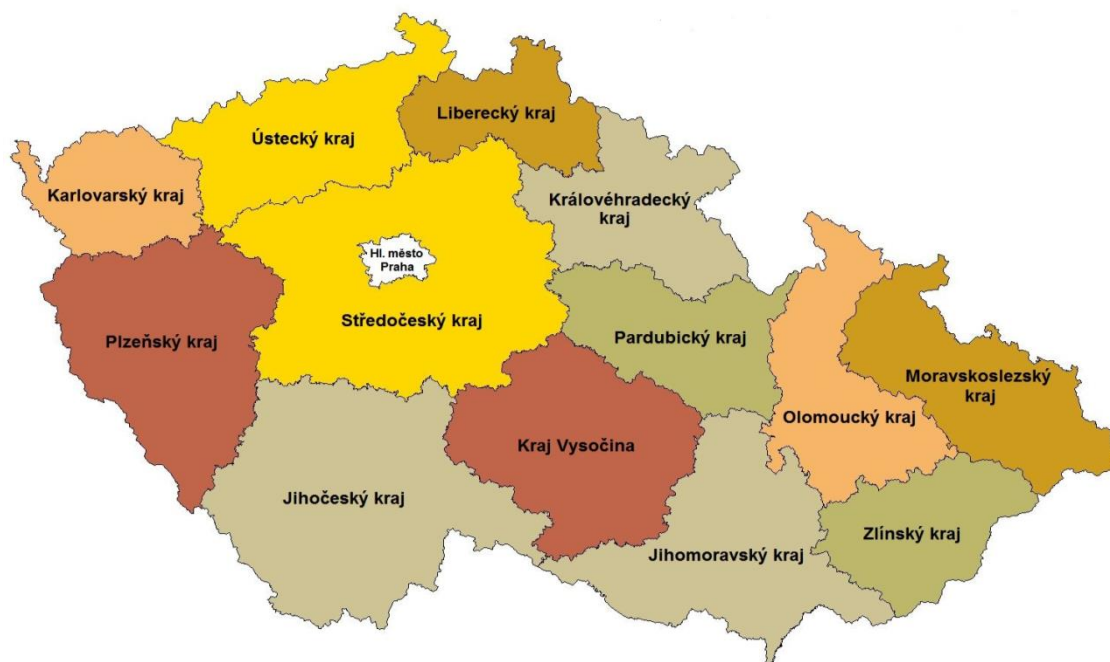 Liberecký kraj
Ústecký kraj
Karlovarský kraj
Královéhradecký
kraj
Hl. město
Praha
Středočeský kraj
Pardubický kraj
Plzeňský kraj
Moravskoslezský
kraj
Olomoucký kraj
Kraj Vysočina
Jihočeský kraj
Zlínský kraj
Jihomoravský kraj